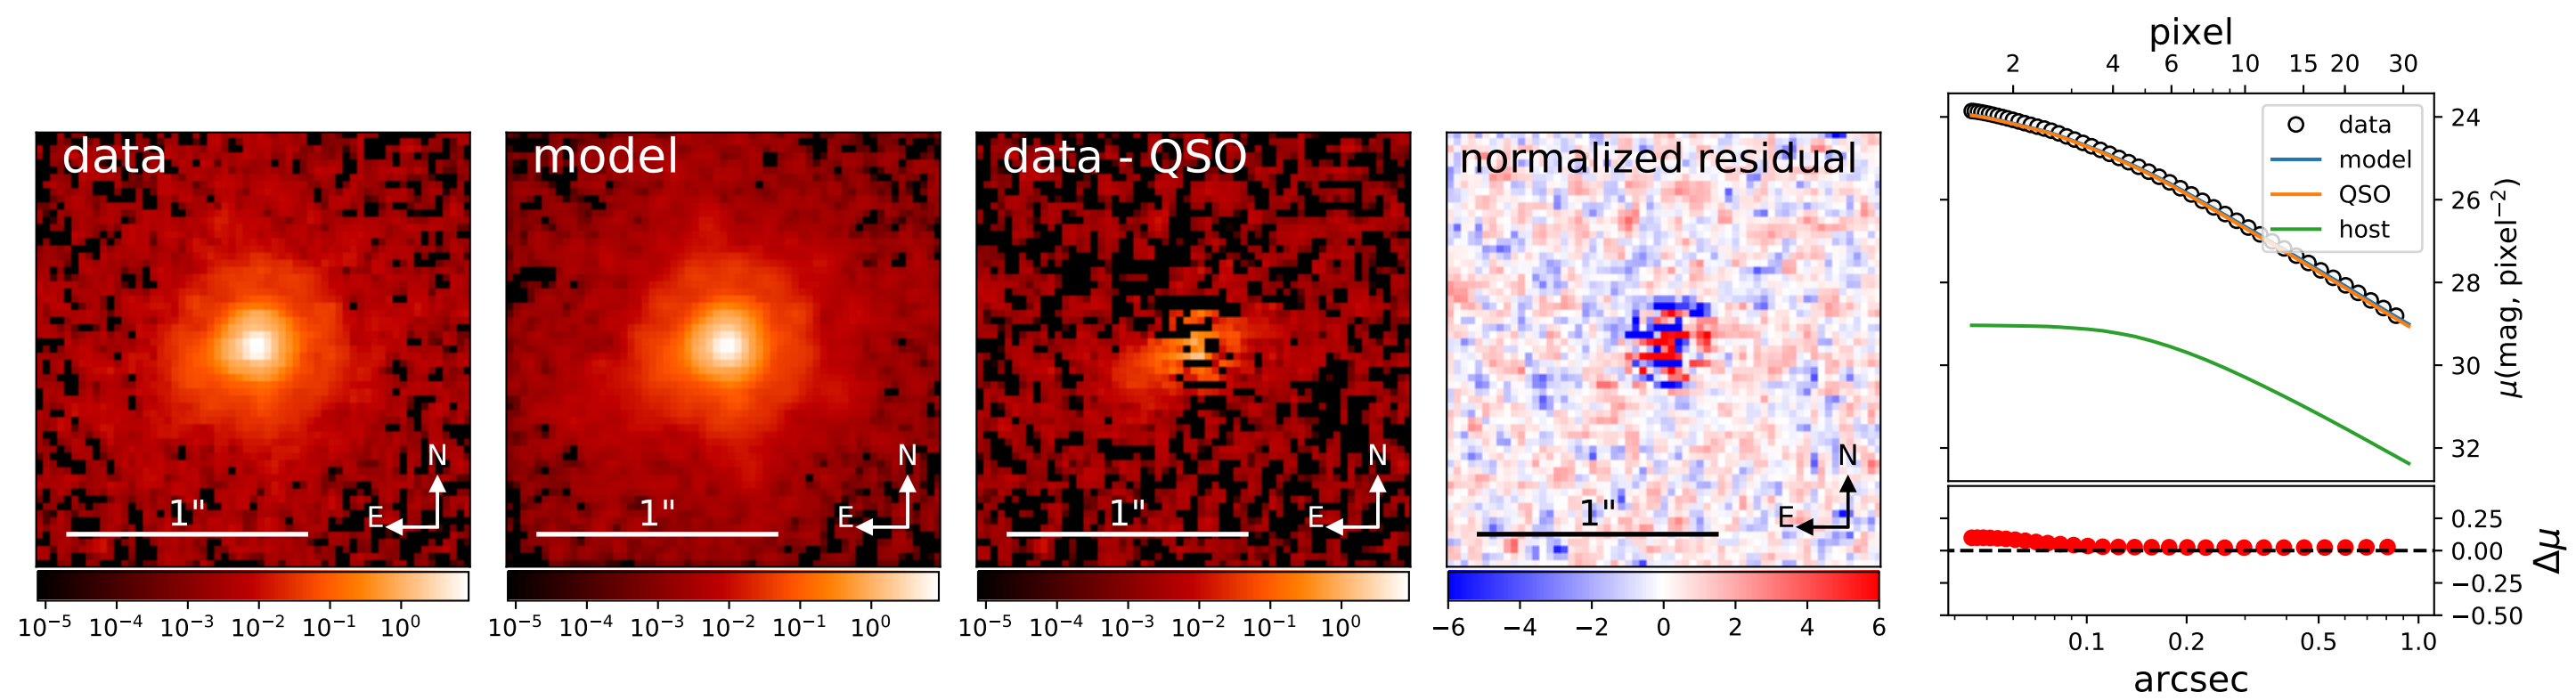 data
1"
N
E
10⁻⁵ 10⁻⁴ 10⁻³ 10⁻² 10⁻¹ 10⁰
model
1"
N
E
10⁻⁵ 10⁻⁴ 10⁻³ 10⁻² 10⁻¹ 10⁰
data - QSO
1"
N
E
10⁻⁵ 10⁻⁴ 10⁻³ 10⁻² 10⁻¹ 10⁰
normalized residual
1"
N
E
−6 −4 −2 0 2 4 6
pixel
2 4 6 10 15 20 30
data
model
QSO
host
24
26
28
30
32
μ(mag, pixel⁻²)
0.25
0.00
−0.25
−0.50
Δμ
0.1 0.2 0.5 1.0
arcsec